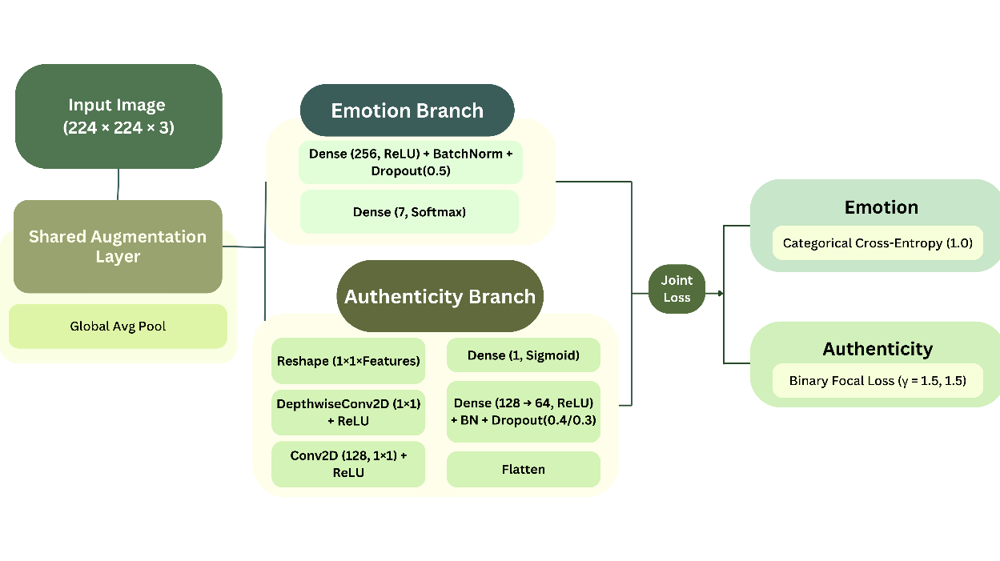 Input Image
(224 × 224 × 3)
Shared Augmentation
Layer
Global Avg Pool
Emotion Branch
Dense (256, ReLU) + BatchNorm +
Dropout(0.5)
Dense (7, Softmax)
Authenticity Branch
Reshape (1×1×Features)
DepthwiseConv2D (1×1)
+ ReLU
Conv2D (128, 1×1) +
ReLU
Dense (1, Sigmoid)
Dense (128 → 64, ReLU)
+ BN + Dropout(0.4/0.3)
Flatten
Joint
Loss
Emotion
Categorical Cross-Entropy (1.0)
Authenticity
Binary Focal Loss (γ = 1.5, 1.5)